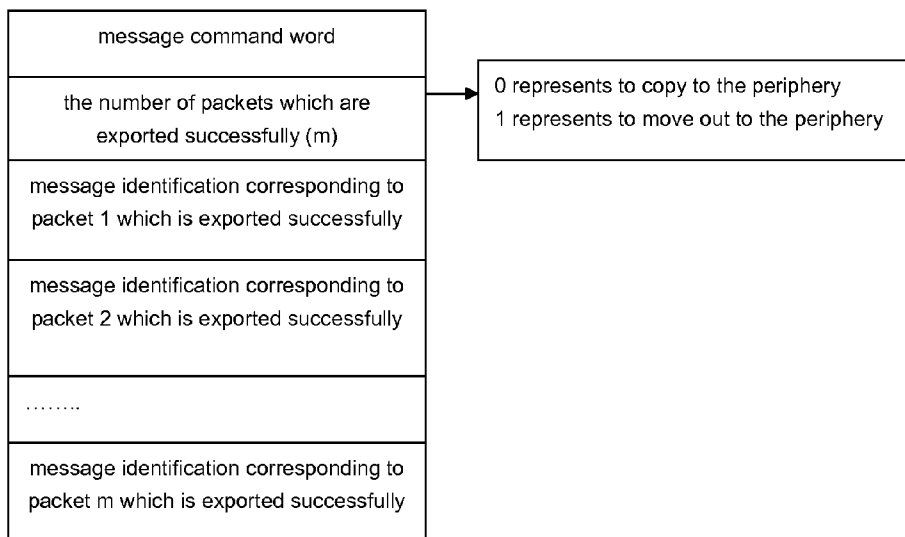 message command word
the number of packets which are
exported successfully (m)
0 represents to copy to the periphery
1 represents to move out to the periphery
message identification corresponding to
packet 1 which is exported successfully
message identification corresponding to
packet 2 which is exported successfully
........
message identification corresponding to
packet m which is exported successfully